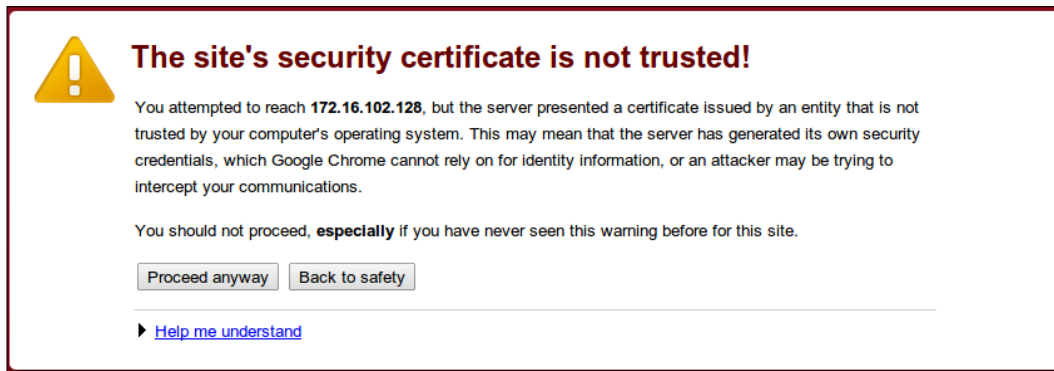 The site's security certificate is not trusted!
You attempted to reach 172.16.102.128, but the server presented a certificate issued by an entity that is not
trusted by your computer's operating system. This may mean that the server has generated its own security
credentials, which Google Chrome cannot rely on for identity information, or an attacker may be trying to
intercept your communications.
You should not proceed, especially if you have never seen this warning before for this site.
Proceed anyway Back to safety
Help me understand